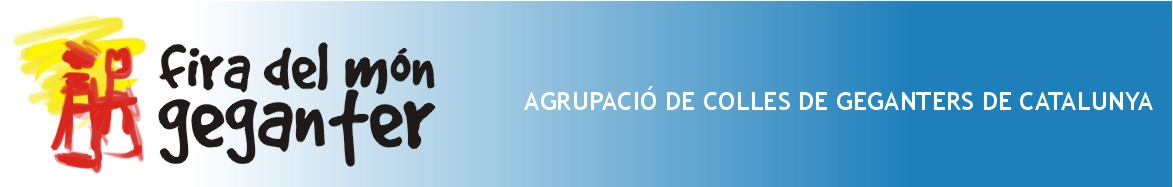 fira del món
geganter
AGRUPACIÓ DE COLLES DE GEGANTERS DE CATALUNYA